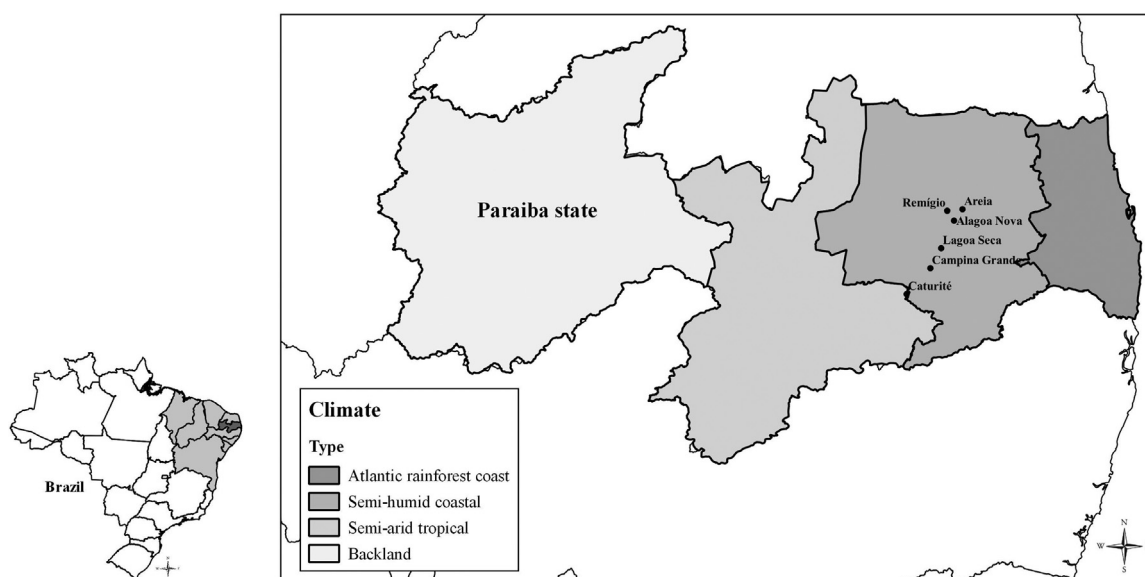 Paraiba state
Remígio
Areia
Alagoa Nova
Lagoa Seca
Campina Grande
Caturité
Climate
Type
Atlantic rainforest coast
Semi-humid coastal
Semi-arid tropical
Backland
Brazil
N
W E
S